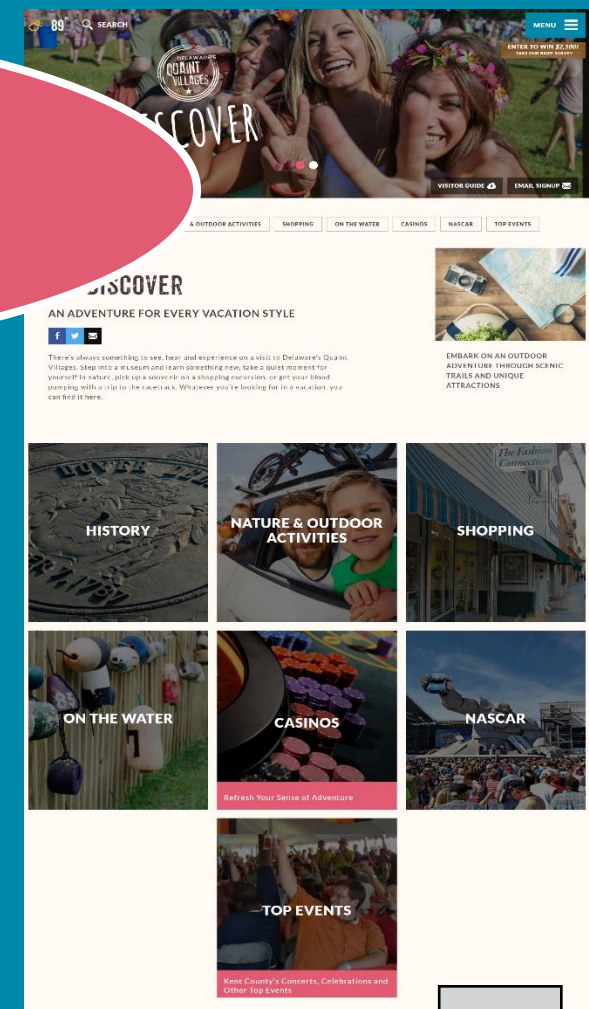 89°
SEARCH
MENU
ENTER TO WIN $2,500!
TAKE OUR BRIEF SURVEY
DELAWARE'S
QUAINT
VILLAGES
SCOVER
VISITOR GUIDE
EMAIL SIGNUP
& OUTDOOR ACTIVITIES
SHOPPING
ON THE WATER
CASINOS
NASCAR
TOP EVENTS
DISCOVER
AN ADVENTURE FOR EVERY VACATION STYLE
There's always something to see, hear and experience on a visit to Delaware's Quaint
Villages. Step into a museum and learn something new, take a quiet moment for
yourself in nature, pick up a souvenir on a shopping excursion, or get your blood
pumping with a trip to the racetrack. Whatever you're looking for in a vacation, you
can find it here.
EMBARK ON AN OUTDOOR
ADVENTURE THROUGH SCENIC
TRAILS AND UNIQUE
ATTRACTIONS
HISTORY
NATURE & OUTDOOR
ACTIVITIES
The Fashion
Connection
SHOPPING
ON THE WATER
CASINOS
Refresh Your Sense of Adventure
NASCAR
TOP EVENTS
Kent County's Concerts, Celebrations and
Other Top Events